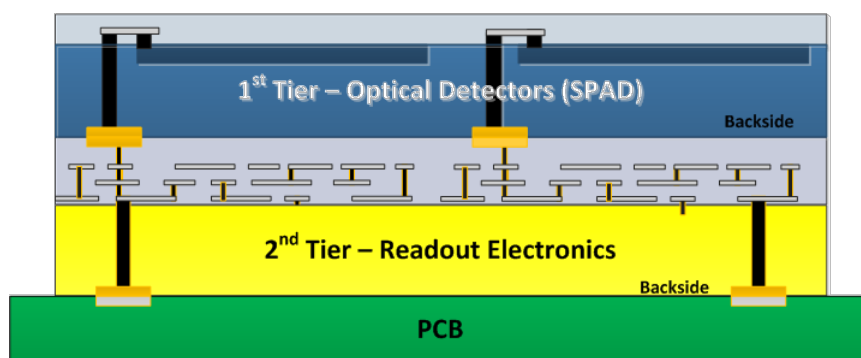 1st Tier – Optical Detectors (SPAD)
Backside
2nd Tier – Readout Electronics
Backside
PCB